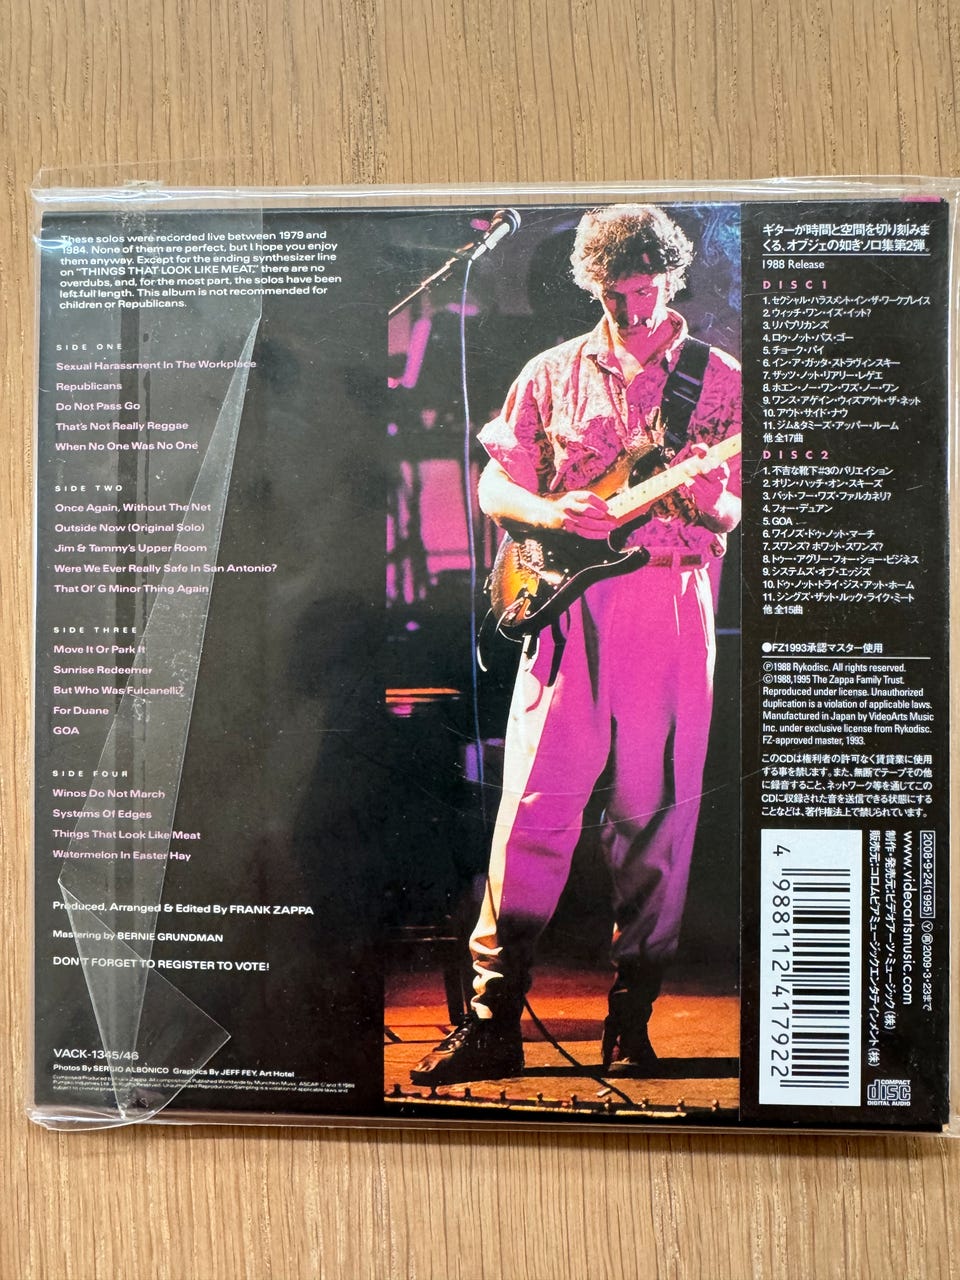 These solos were recorded live between 1979 and
1984. None of them are perfect, but I hope you enjoy
them anyway. Except for the ending synthesizer line
on "THINGS THAT LOOK LIKE MEAT," there are no
overdubs, and, for the most part, the solos have been
left full length. This album is not recommended for
children or Republicans.
SIDE ONE
Sexual Harassment In The Workplace
Republicans
Do Not Pass Go
That's Not Really Reggae
When No One Was No One
SIDE TWO
Once Again, Without The Net
Outside Now (Original Solo)
Jim & Tammy's Upper Room
Were We Ever Really Safe In San Antonio?
That Ol' G Minor Thing Again
SIDE THREE
Move It Or Park It
Sunrise Redeemer
But Who Was Fulcanelli?
For Duane
GOA
SIDE FOUR
Winos Do Not March
Systems Of Edges
Things That Look Like Meat
Watermelon In Easter Hay
Produced, Arranged & Edited By FRANK ZAPPA
Mastering by BERNIE GRUNDMAN
DON'T FORGET TO REGISTER TO VOTE!
VACK-1345/46
Photos By SERGIO ALBONICO Graphics By JEFF FEY, Art Hotel
ギターが時間と空間を切り刻みま
くる、オブジェの如きソロ集第2弾。
1988 Release
DISC 1
1. セクシャル・ハラスメント・イン・ザ・ワークプレイス
2. ウィッチ・ワン・イズ・イット?
3. リパブリカンズ
4. ドゥ・ノット・パス・ゴー
5. チョーク・パイ
6. イン・ア・ガッタ・ストラヴィンスキー
7. ザッツ・ノット・リアリー・レゲエ
8. ホエン・ノー・ワン・ワズ・ノー・ワン
9. ワンス・アゲイン・ウィズアウト・ザ・ネット
10. アウト・サイド・ナウ
11. ジム&タミーズ・アッパー・ルーム
他 全17曲
DISC 2
1. 不吉な靴下#3のバリエイション
2. オリン・ハッチ・オン・スキーズ
3. バット・フー・ワズ・ファルカネリ?
4. フォー・デュアン
5. GOA
6. ワイノズ・ドゥ・ノット・マーチ
7. スワンズ? ホワット・スワンズ?
8. トゥー・アグリー・フォー・ショー・ビジネス
9. システムズ・オブ・エッジズ
10. ドゥ・ノット・トライ・ジス・アット・ホーム
11. シングズ・ザット・ルック・ライク・ミート
他 全15曲
●FZ1993承認マスター使用
Ⓟ1988 Rykodisc. All rights reserved.
©1988,1995 The Zappa Family Trust.
Reproduced under license. Unauthorized
duplication is a violation of applicable laws.
Manufactured in Japan by VideoArts Music
Inc. under exclusive license from Rykodisc.
FZ-approved master, 1993.
このCDは権利者の許可なく賃貸業に使用
する事を禁じます。また、無断でテープその他
に録音すること、ネットワーク等を通じてこの
CDに収録された音を送信できる状態にする
ことなどは、著作権法上で禁じられています。
2008・9・24(1995) Ⓨ 2009・3・23まで
www.videoartsmusic.com
制作・発売元:ビデオアーツ・ミュージック(株)
販売元:コロムビアミュージックエンタテインメント(株)
4 988112 417922
COMPACT
disc
DIGITAL AUDIO